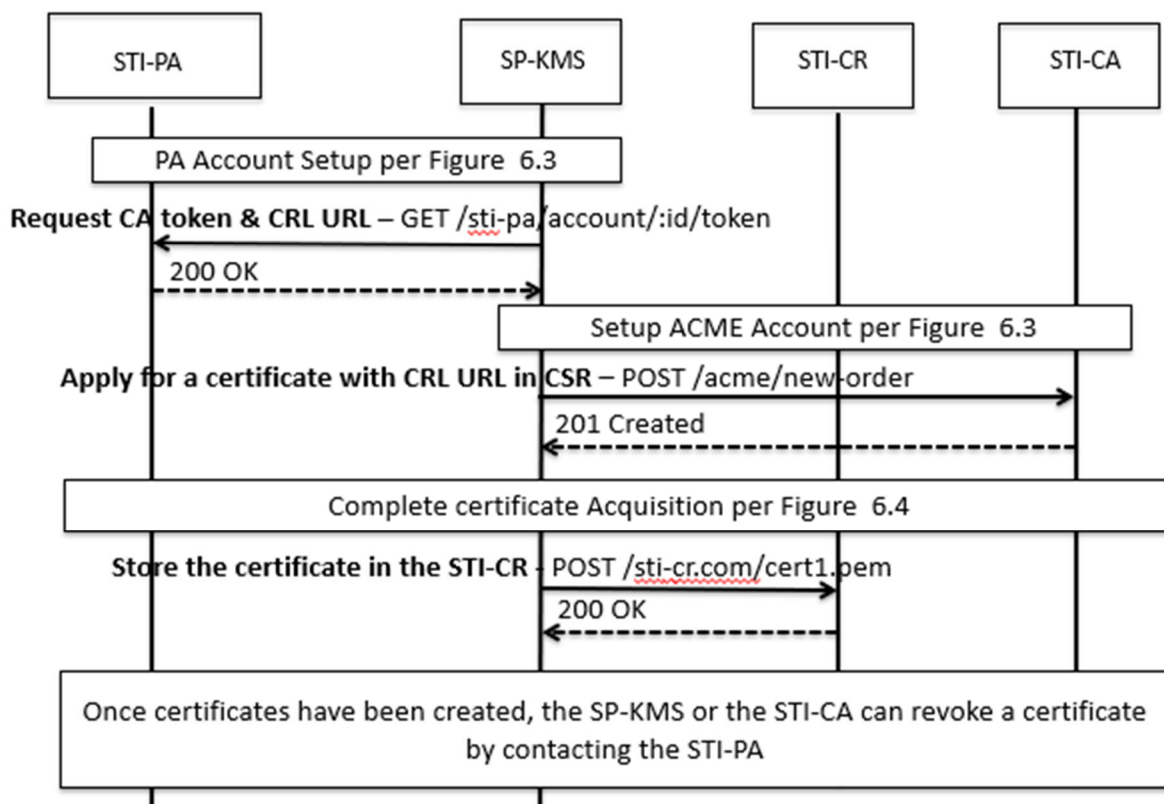 STI-PA
SP-KMS
STI-CR
STI-CA
PA Account Setup per Figure 6.3
Request CA token & CRL URL – GET /sti-pa/account/:id/token
200 OK
Setup ACME Account per Figure 6.3
Apply for a certificate with CRL URL in CSR – POST /acme/new-order
201 Created
Complete certificate Acquisition per Figure 6.4
Store the certificate in the STI-CR - POST /sti-cr.com/cert1.pem
200 OK
Once certificates have been created, the SP-KMS or the STI-CA can revoke a certificate
by contacting the STI-PA